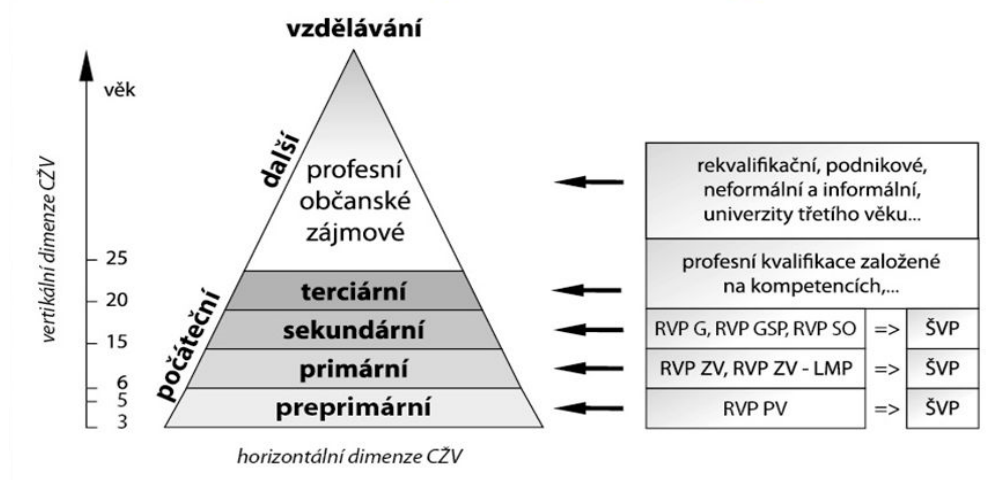 vzdělávání
věk
vertikální dimenze CŽV
25
20
15
6
5
3
další
počáteční
profesní
občanské
zájmové
terciární
sekundární
primární
preprimární
horizontální dimenze CŽV
rekvalifikační, podnikové,
neformální a informální,
univerzity třetího věku...
profesní kvalifikace založené
na kompetencích,...
RVP G, RVP GSP, RVP SO => ŠVP
RVP ZV, RVP ZV - LMP => ŠVP
RVP PV => ŠVP